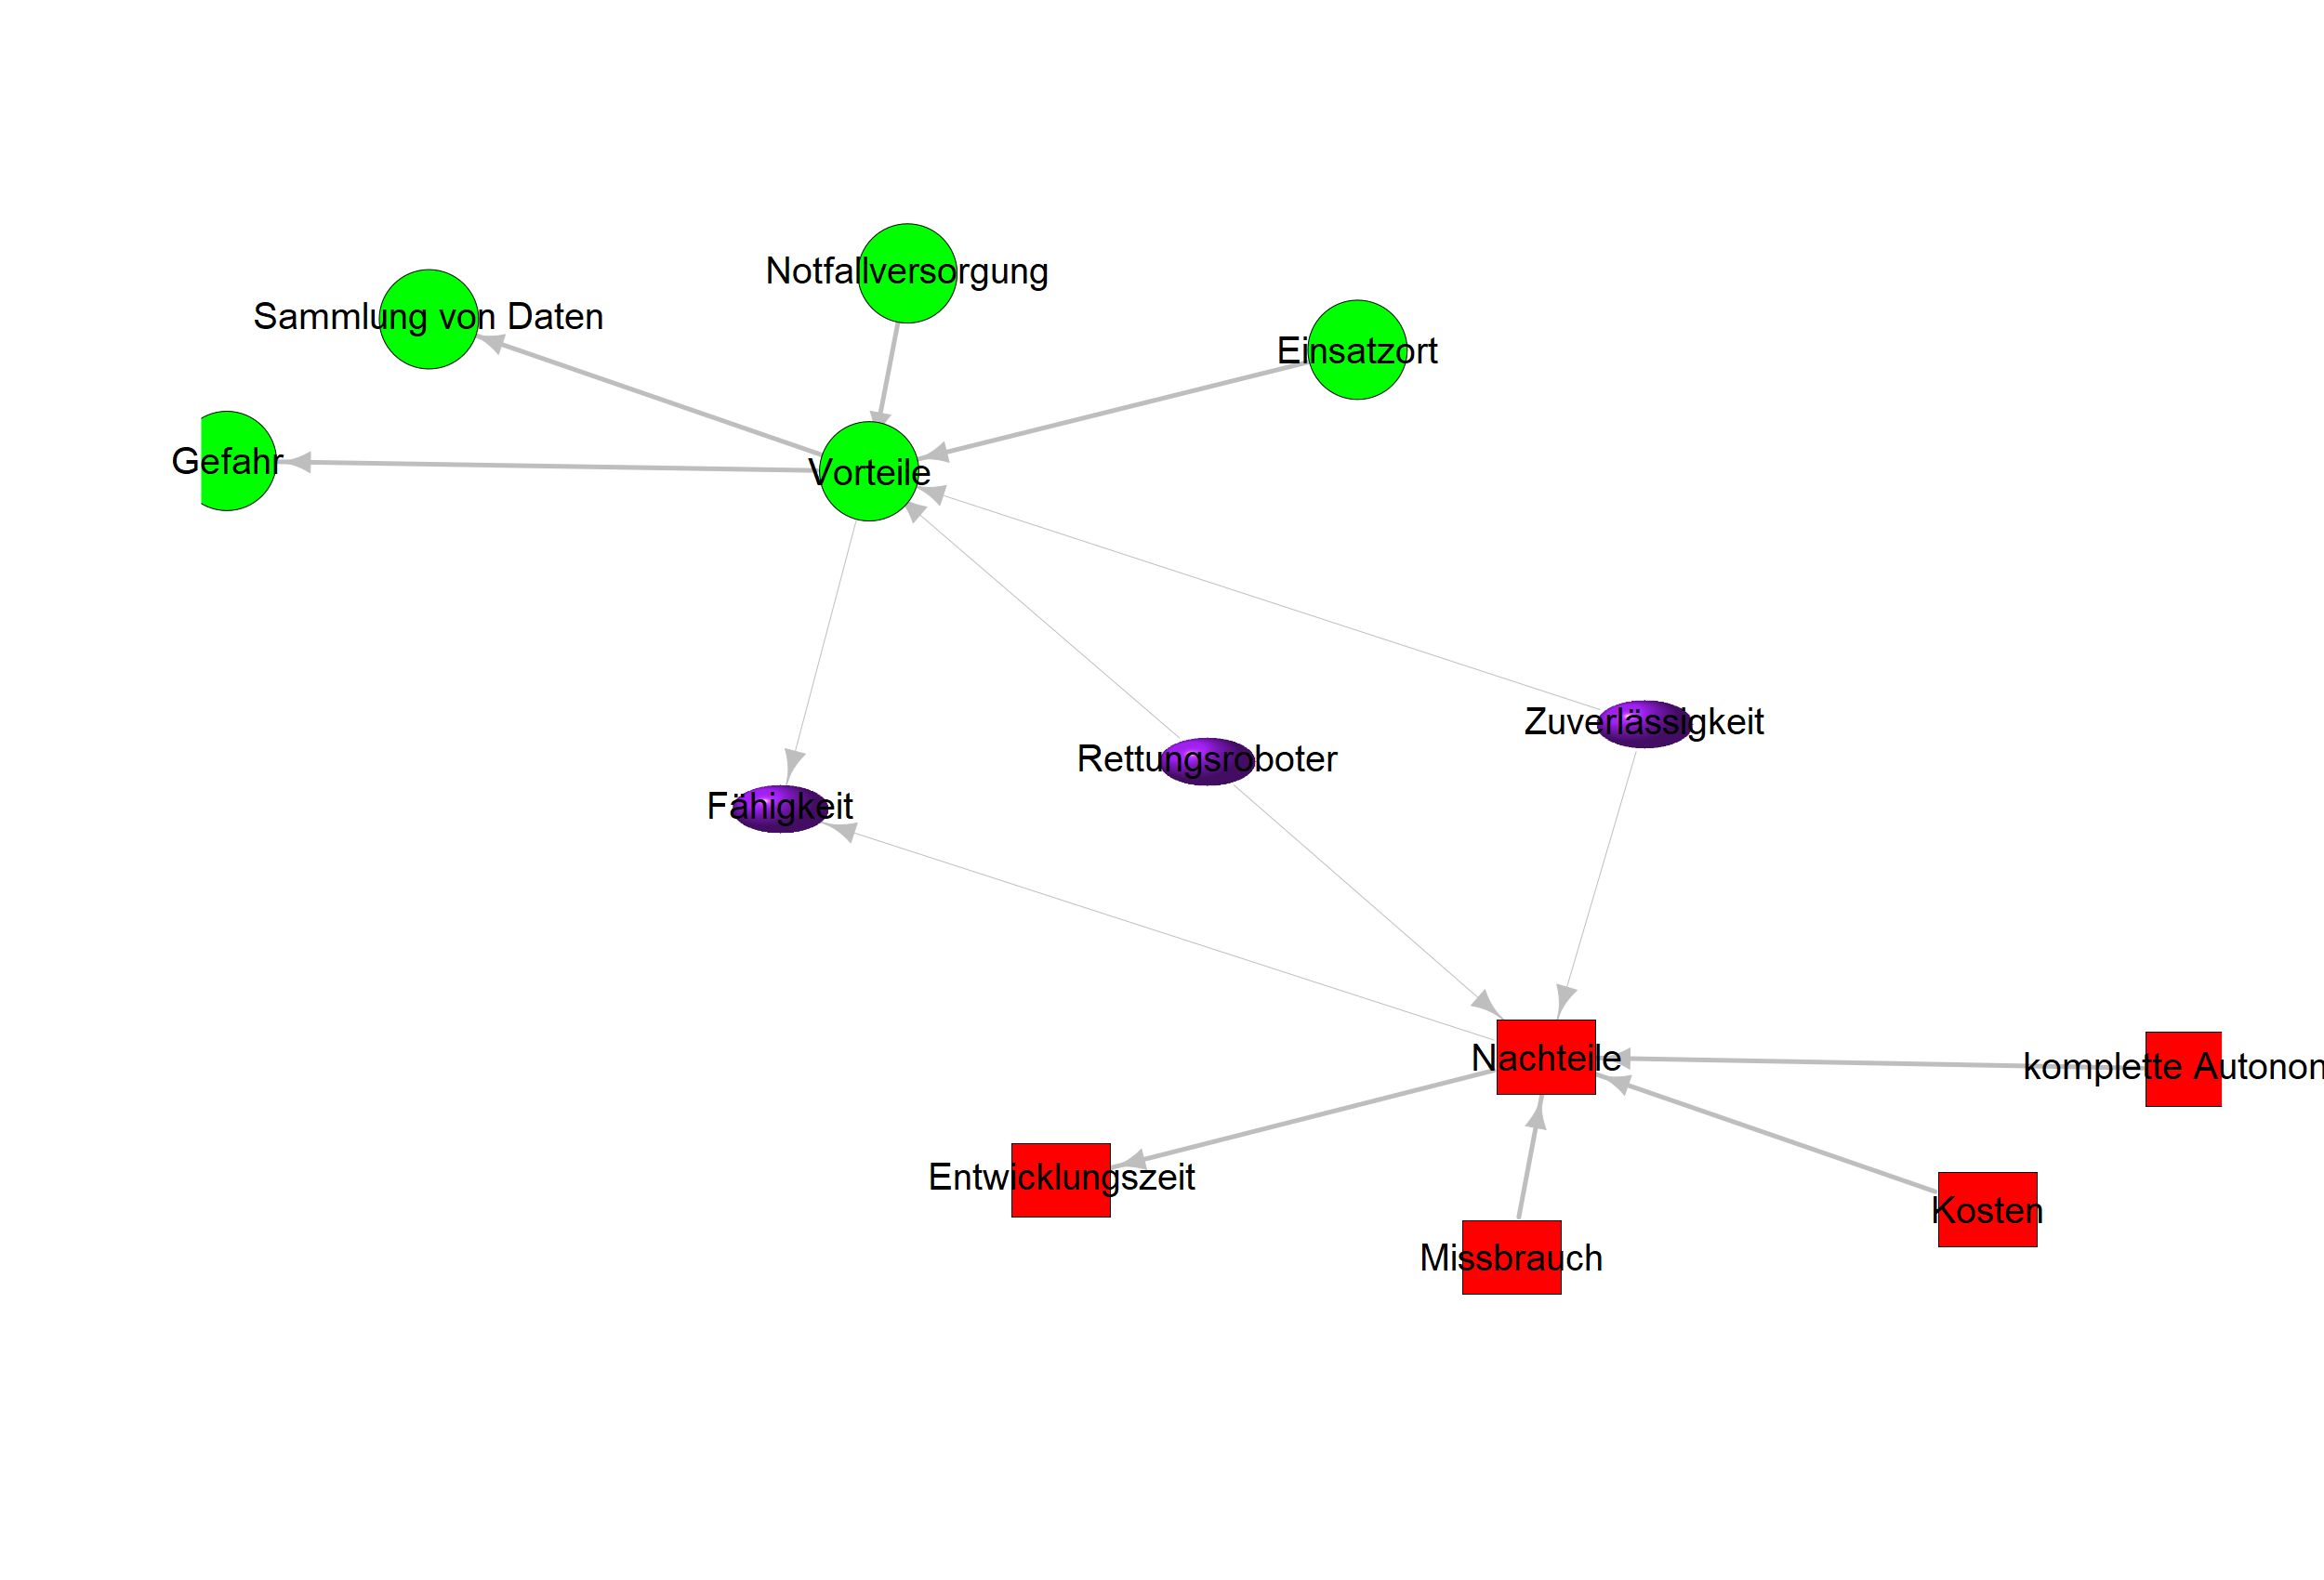 Notfallversorgung
Sammlung von Daten
Einsatzort
Gefahr
Vorteile
Zuverlässigkeit
Rettungsroboter
Fähigkeit
Nachteile
komplette Autonon
Entwicklungszeit
Kosten
Missbrauch